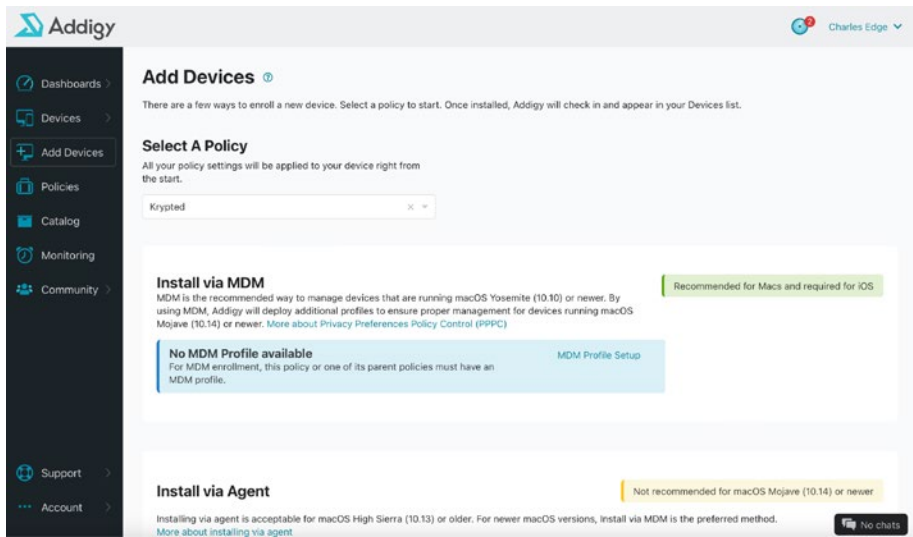 Addigy
2
Charles Edge
Dashboards
Devices
Add Devices
Policies
Catalog
Monitoring
Community
Support
Account
Add Devices ?
There are a few ways to enroll a new device. Select a policy to start. Once installed, Addigy will check in and appear in your Devices list.
Select A Policy
All your policy settings will be applied to your device right from
the start.
Krypted
Install via MDM
Recommended for Macs and required for iOS
MDM is the recommended way to manage devices that are running macOS Yosemite (10.10) or newer. By
using MDM, Addigy will deploy additional profiles to ensure proper management for devices running macOS
Mojave (10.14) or newer. More about Privacy Preferences Policy Control (PPPC)
No MDM Profile available
MDM Profile Setup
For MDM enrollment, this policy or one of its parent policies must have an
MDM profile.
Install via Agent
Not recommended for macOS Mojave (10.14) or newer
Installing via agent is acceptable for macOS High Sierra (10.13) or older. For newer macOS versions, Install via MDM is the preferred method.
More about installing via agent
No chats